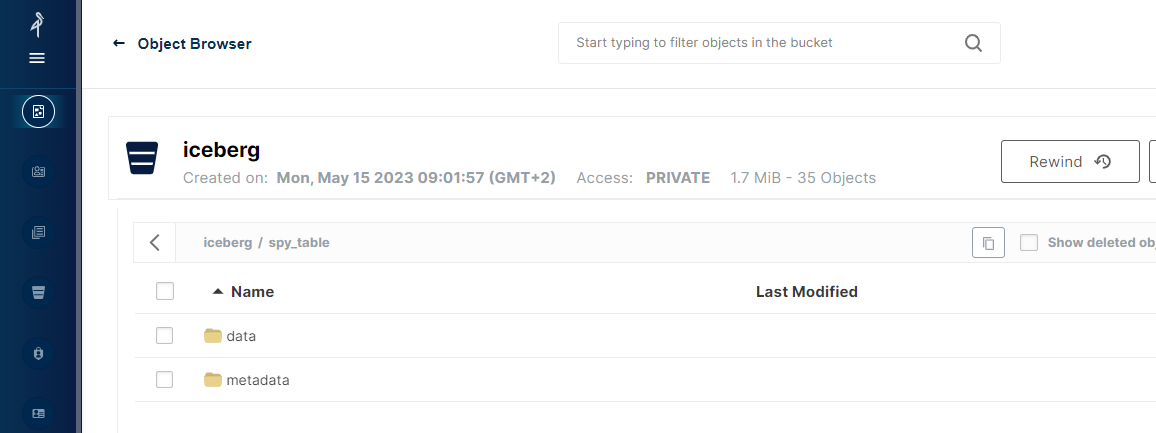 ← Object Browser
Start typing to filter objects in the bucket
iceberg
Created on: Mon, May 15 2023 09:01:57 (GMT+2) Access: PRIVATE 1.7 MiB - 35 Objects
Rewind
iceberg / spy_table
Show deleted obj
Name Last Modified
data
metadata